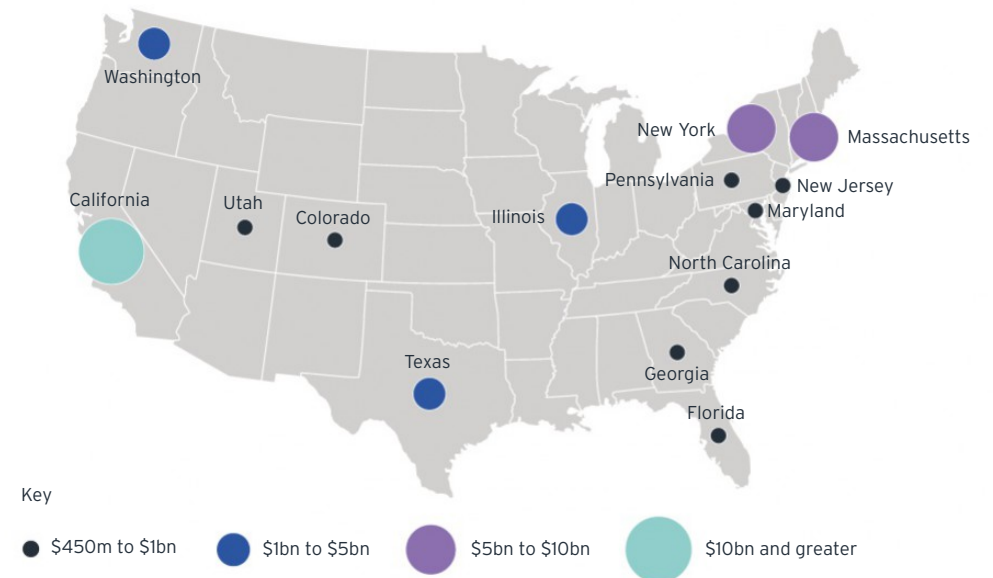 Washington
New York
Massachusetts
Pennsylvania
New Jersey
California
Utah
Maryland
Colorado
Illinois
North Carolina
Texas
Georgia
Florida
Key
$450m to $1bn
$1bn to $5bn
$5bn to $10bn
$10bn and greater